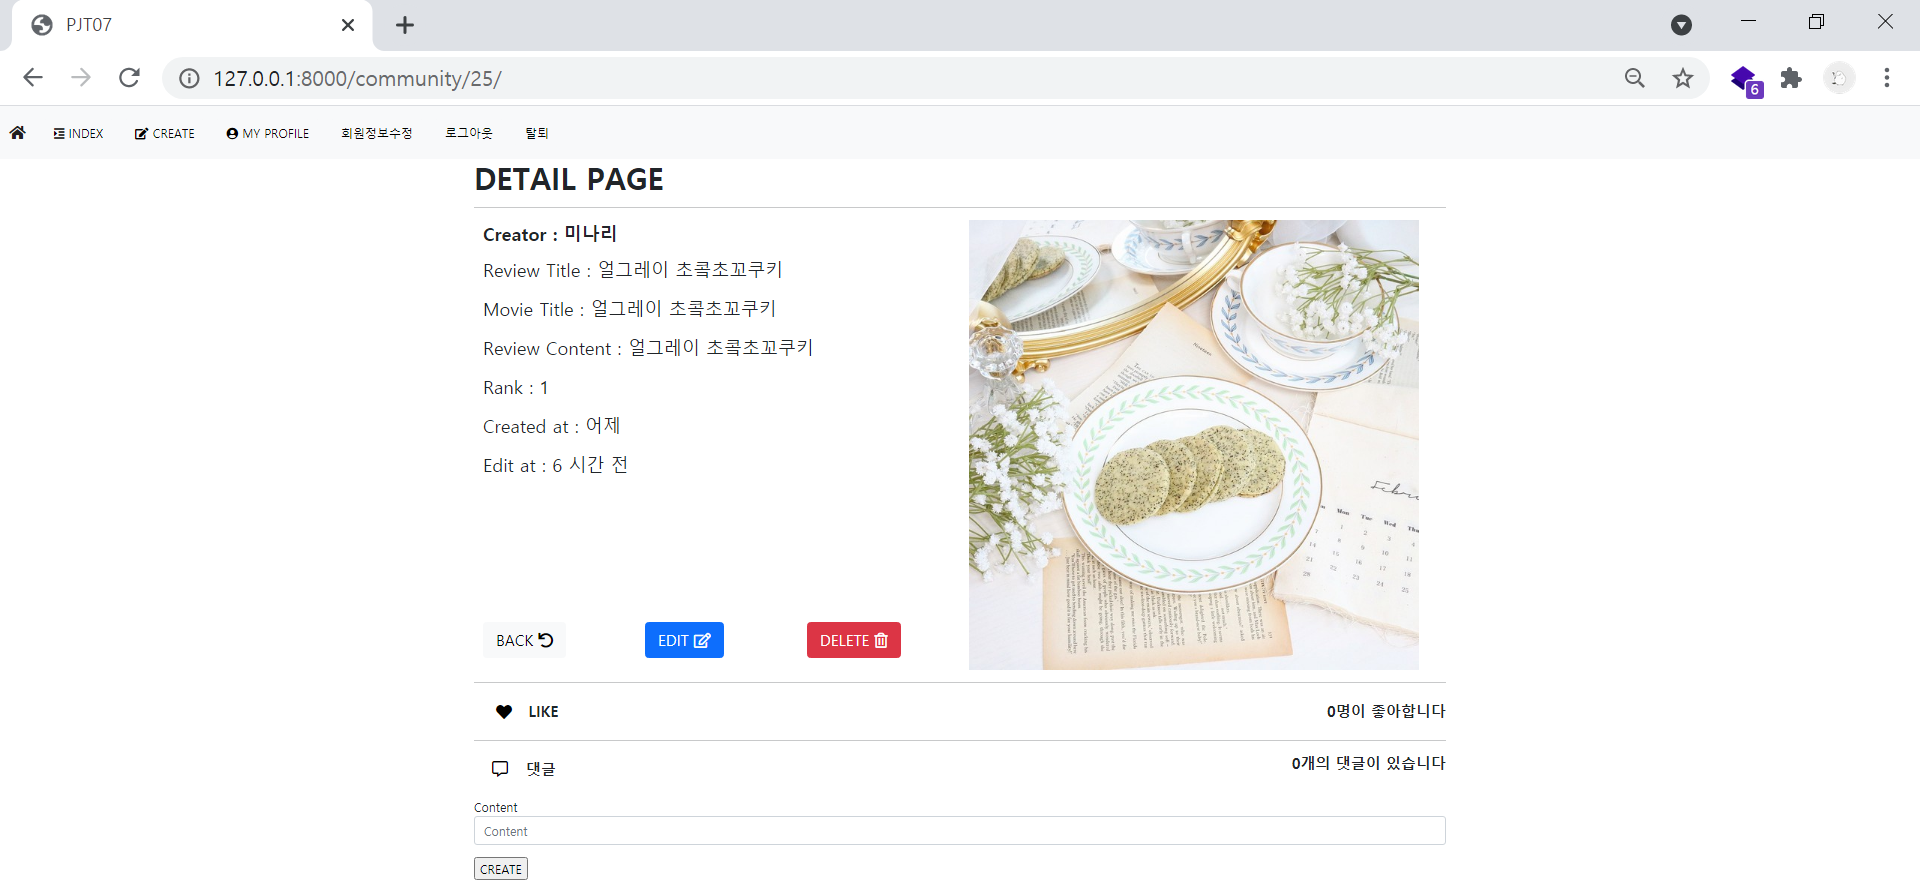 PJT07
127.0.0.1:8000/community/25/
6
INDEX
CREATE
MY PROFILE
회원정보수정
로그아웃
탈퇴
DETAIL PAGE
Creator : 미나리
Review Title : 얼그레이 초콕초꼬쿠키
Movie Title : 얼그레이 초콕초꼬쿠키
Review Content : 얼그레이 초콕초꼬쿠키
Rank : 1
Created at : 어제
Edit at : 6 시간 전
BACK
EDIT
DELETE
LIKE
0명이 좋아합니다
댓글
0개의 댓글이 있습니다
Content
Content
CREATE